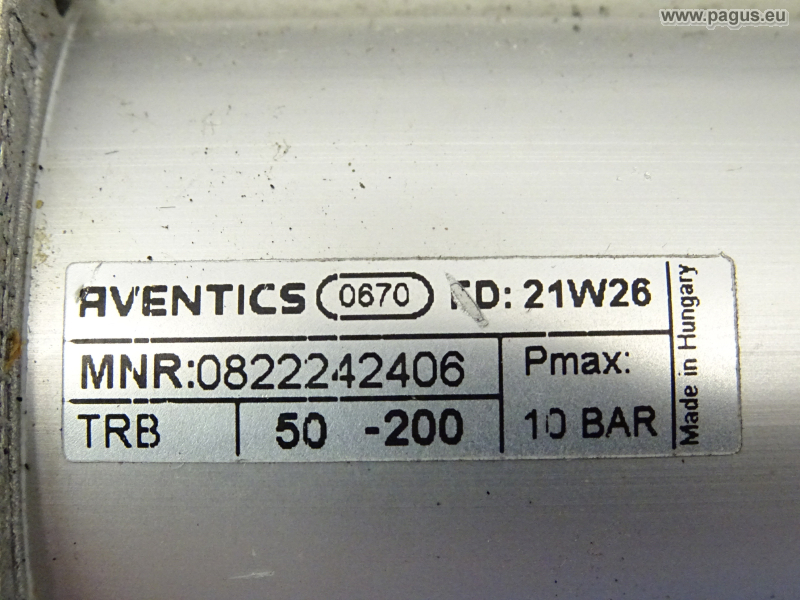 www.pagus.eu
AVENTICS 0670 FD: 21W26
MNR:0822242406
Pmax:
TRB 50 -200
10 BAR
Made in Hungary